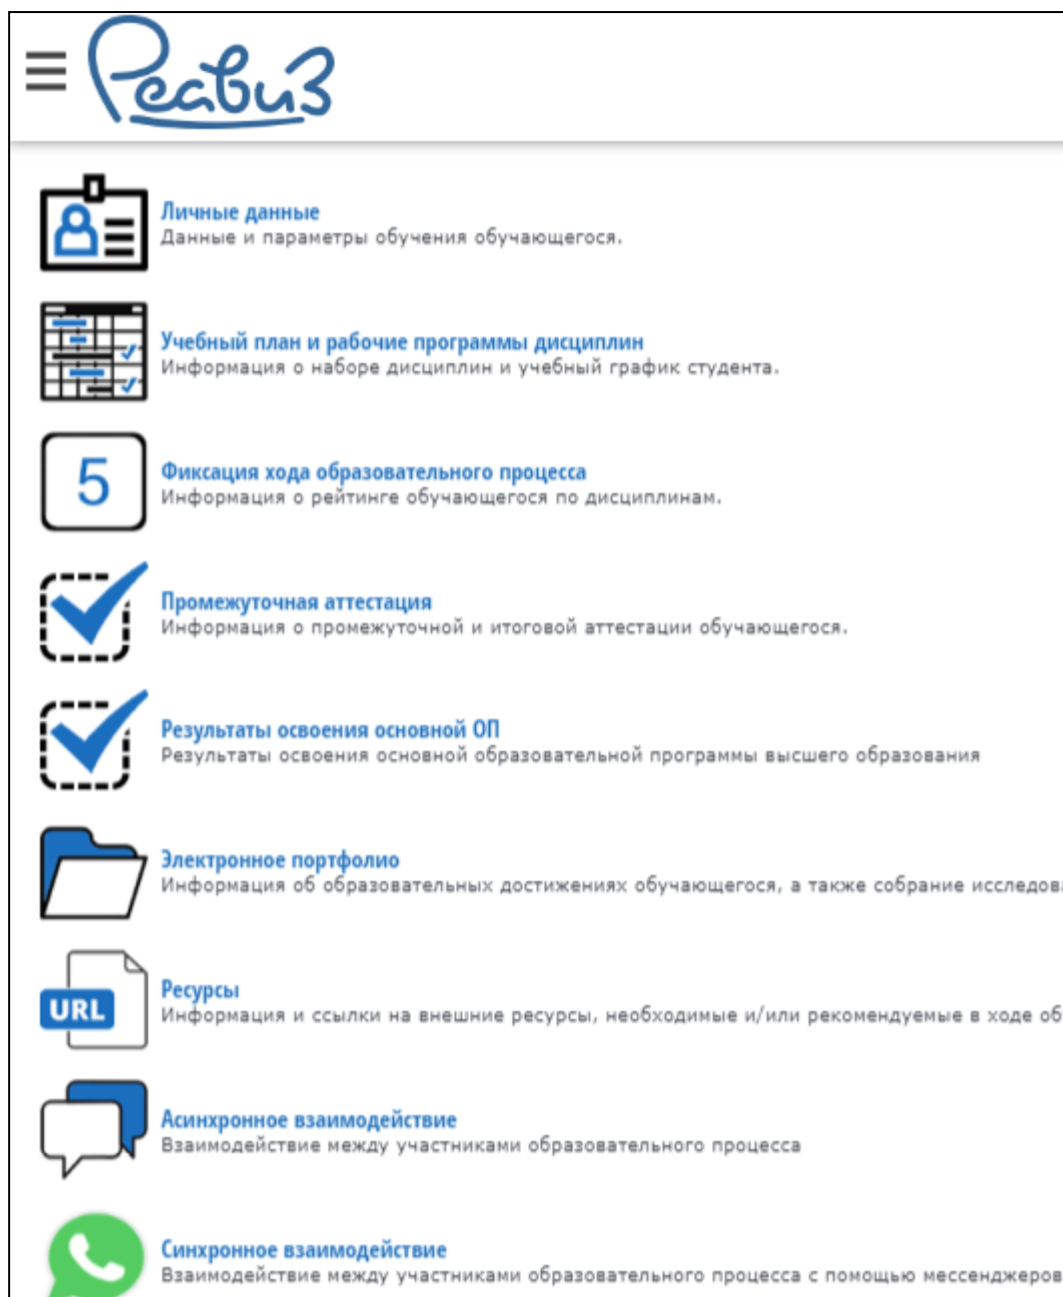 Реавиз
Личные данные
Данные и параметры обучения обучающегося.
Учебный план и рабочие программы дисциплин
Информация о наборе дисциплин и учебный график студента.
5
Фиксация хода образовательного процесса
Информация о рейтинге обучающегося по дисциплинам.
Промежуточная аттестация
Информация о промежуточной и итоговой аттестации обучающегося.
Результаты освоения основной ОП
Результаты освоения основной образовательной программы высшего образования
Электронное портфолио
Информация об образовательных достижениях обучающегося, а также собрание
URL
Ресурсы
Информация и ссылки на внешние ресурсы, необходимые и/или рекомендуемые в ходе
Асинхронное взаимодействие
Взаимодействие между участниками образовательного процесса
Синхронное взаимодействие
Взаимодействие между участниками образовательного процесса с помощью мессенджеров